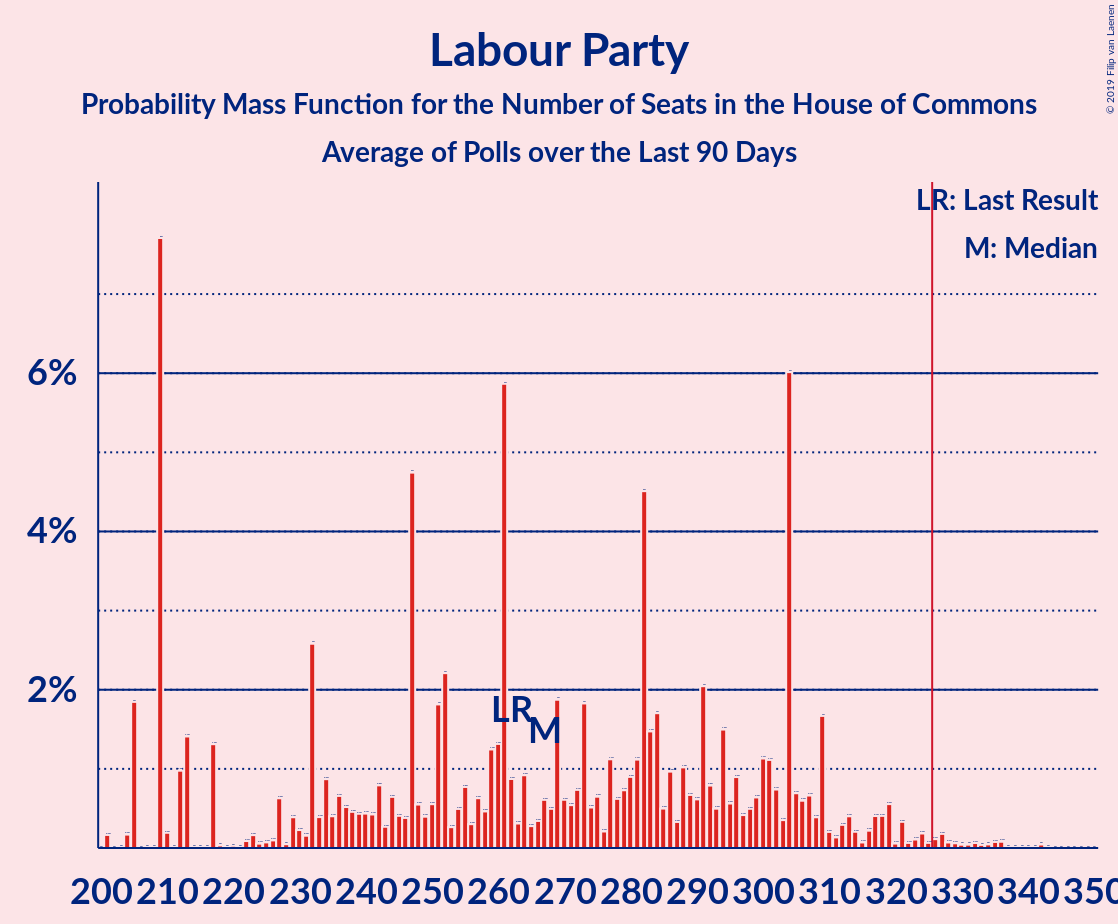 Labour Party
Probability Mass Function for the Number of Seats in the House of Commons
Average of Polls over the Last 90 Days
© 2019 Filip van Laenen
LR: Last Result
M: Median
6%
4%
2%
LR
M
200 210 220 230 240 250 260 270 280 290 300 310 320 330 340 350